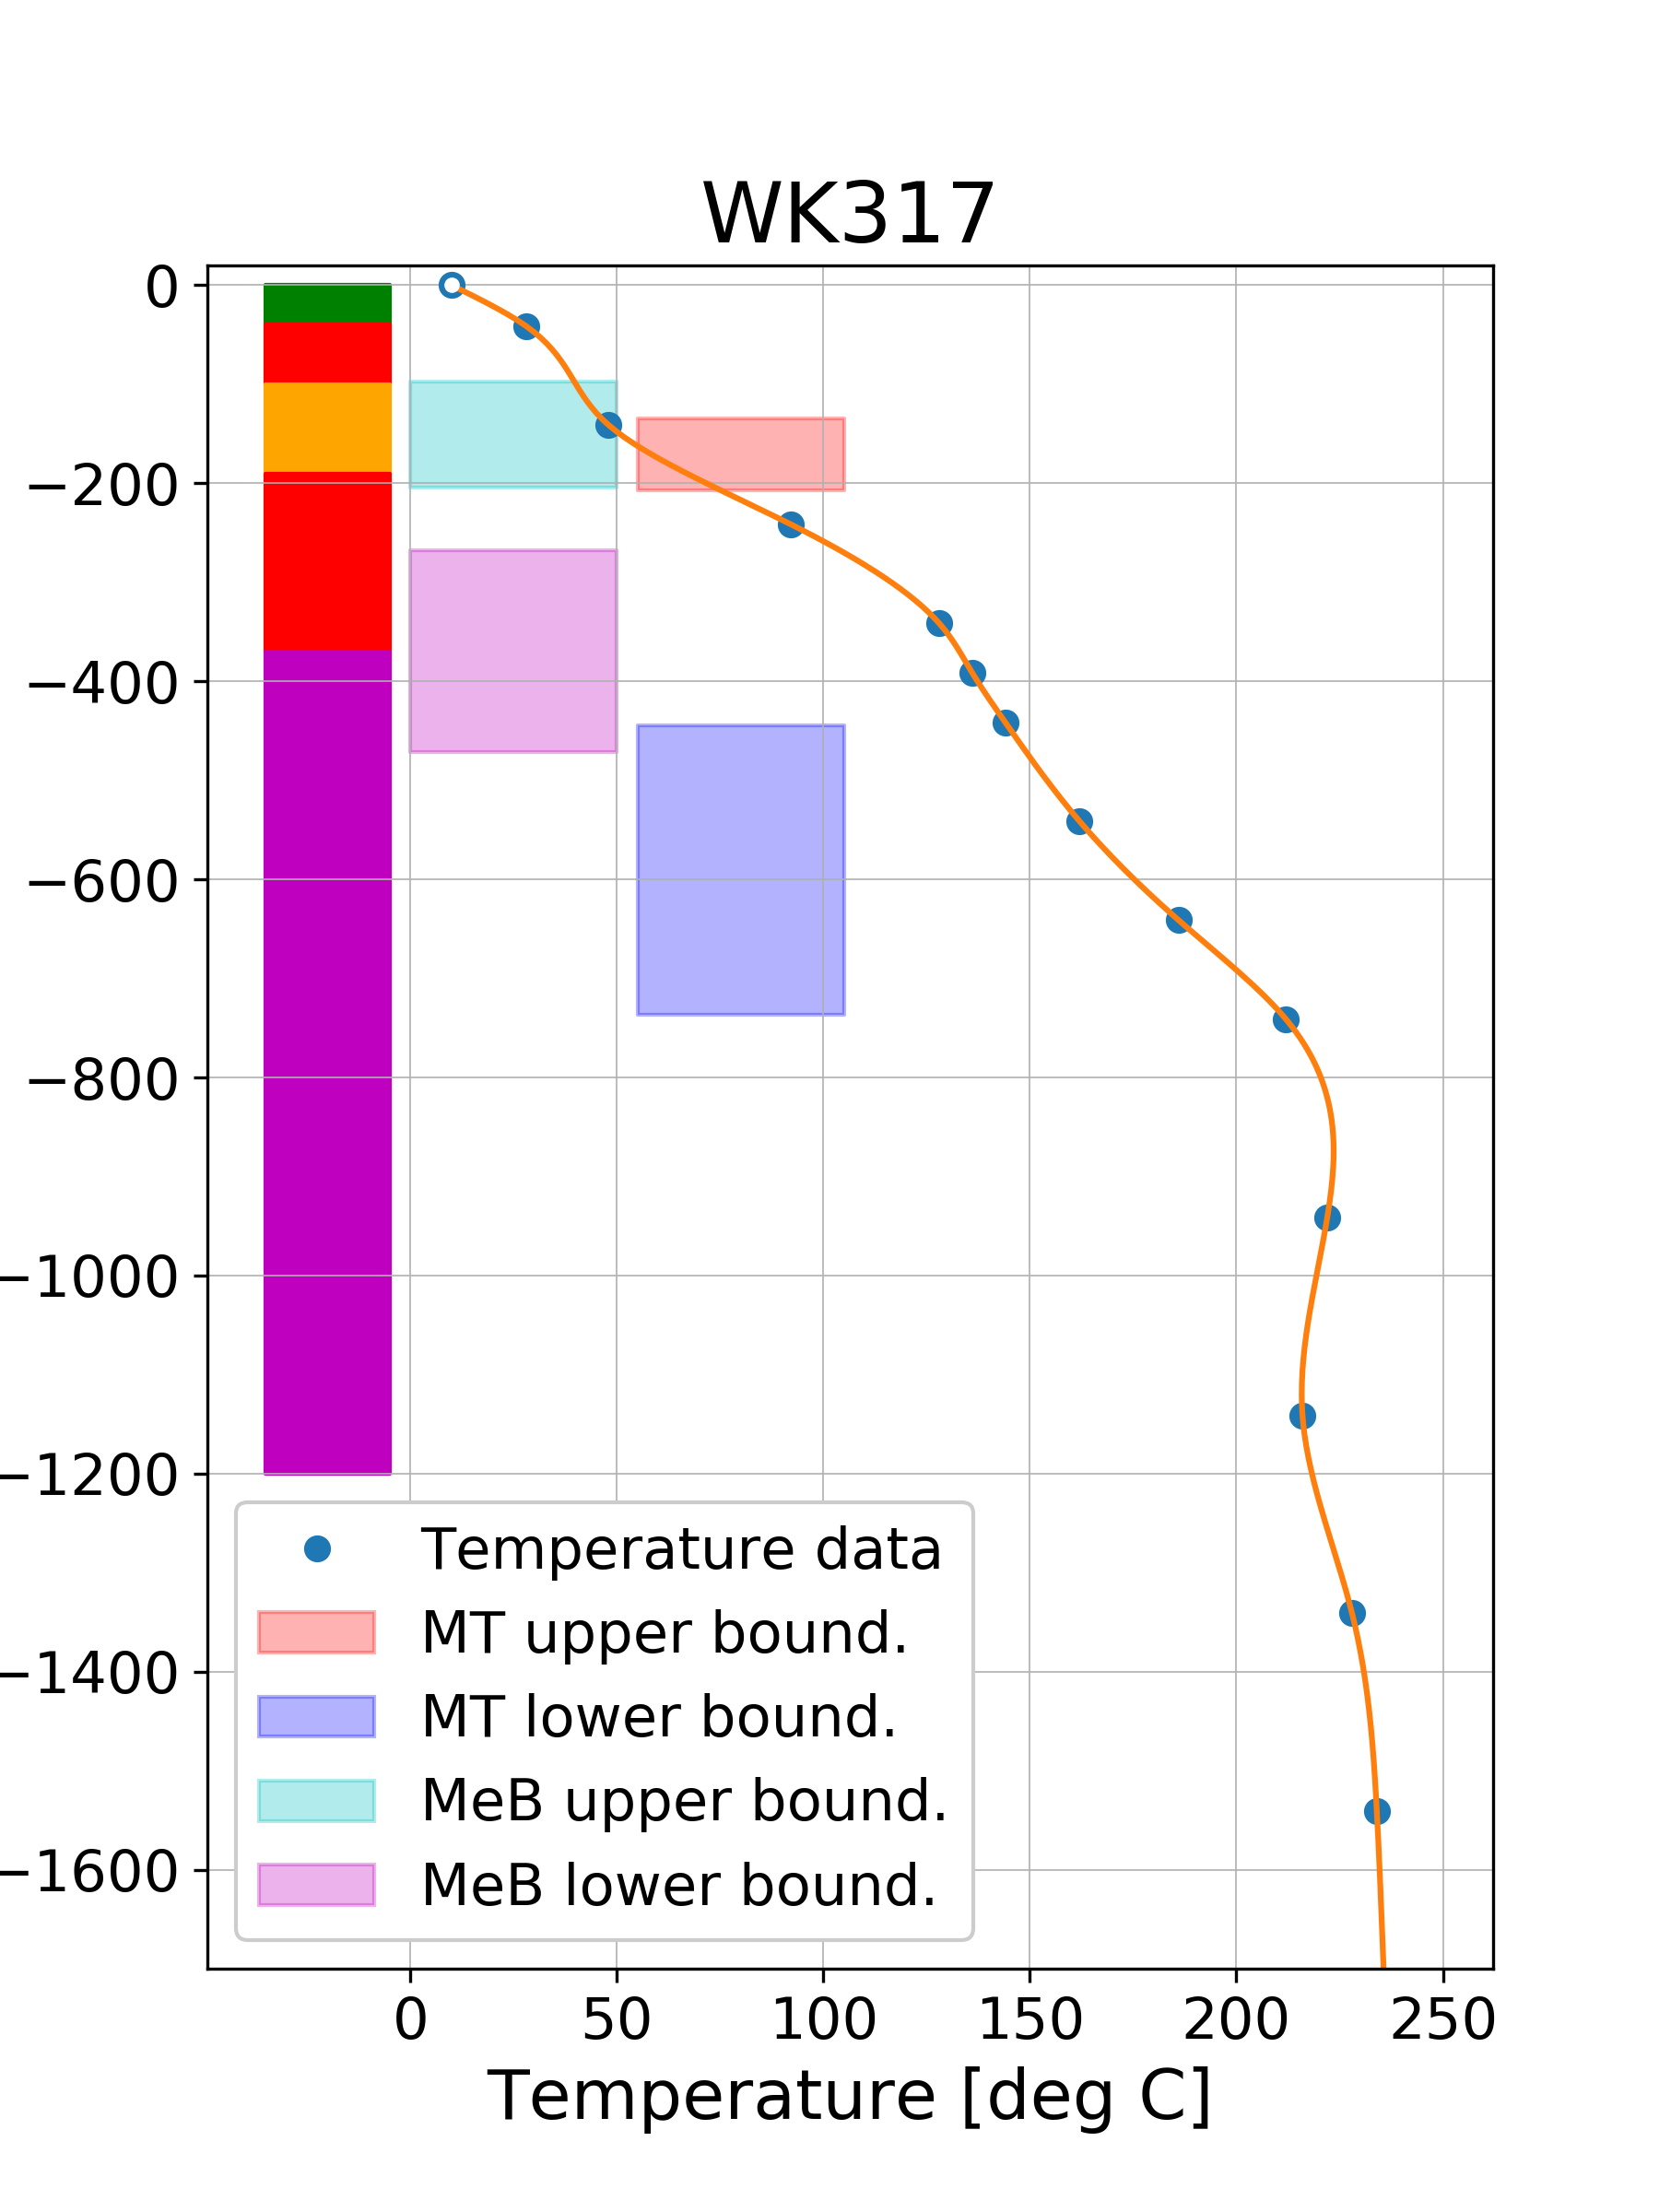 WK317
0
−200
−400
−600
−800
−1000
−1200
−1400
−1600
Temperature data
MT upper bound.
MT lower bound.
MeB upper bound.
MeB lower bound.
0 50 100 150 200 250
Temperature [deg C]